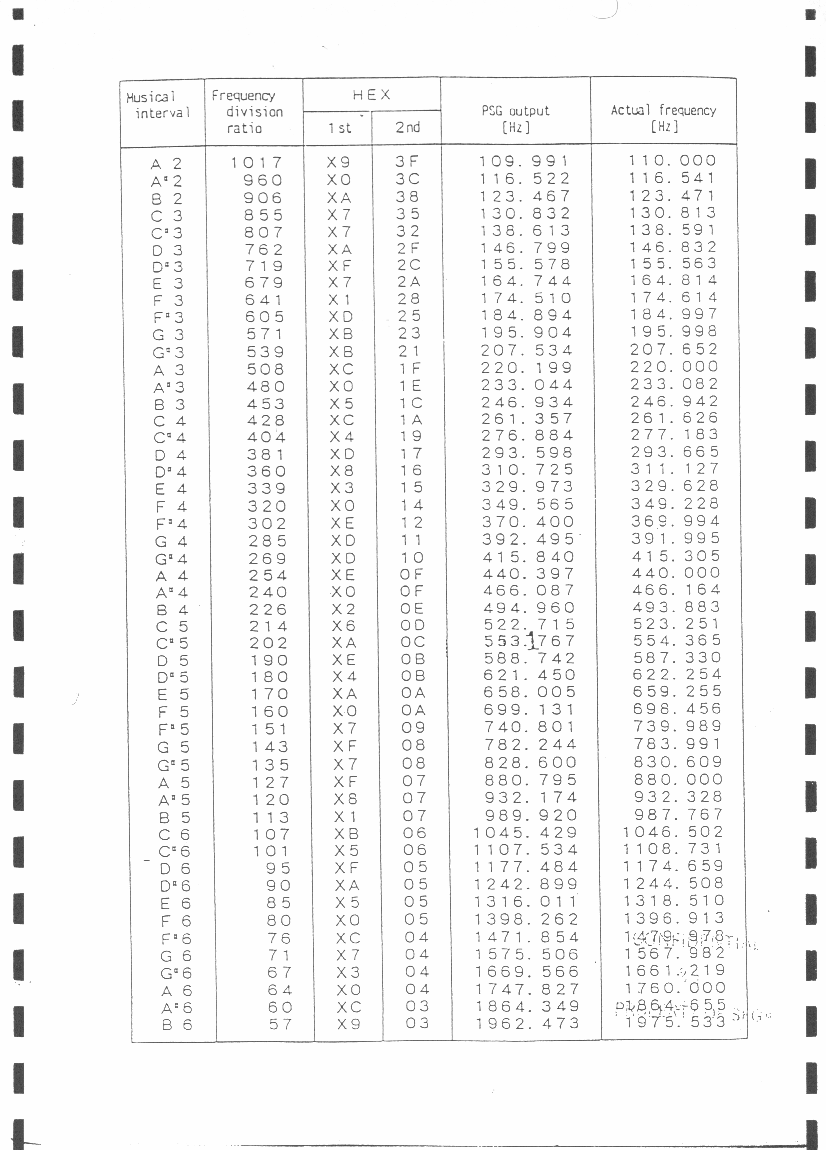 Musical interval Frequency division ratio HEX 1st 2nd PSG output [Hz] Actual frequency [Hz]
A 2 1017 X9 3F 109.991 110.000
A# 2 960 X0 3C 116.522 116.541
B 2 906 XA 38 123.467 123.471
C 3 855 X7 35 130.832 130.813
C# 3 807 X7 32 138.613 138.591
D 3 762 XA 2F 146.799 146.832
D# 3 719 XF 2C 155.578 155.563
E 3 679 X7 2A 164.744 164.814
F 3 641 X1 28 174.510 174.614
F# 3 605 XD 25 184.894 184.997
G 3 571 XB 23 195.904 195.998
G# 3 539 XB 21 207.534 207.652
A 3 508 XC 1F 220.199 220.000
A# 3 480 X0 1E 233.044 233.082
B 3 453 X5 1C 246.934 246.942
C 4 428 XC 1A 261.357 261.626
C# 4 404 X4 19 276.884 277.183
D 4 381 XD 17 293.598 293.665
D# 4 360 X8 16 310.725 311.127
E 4 339 X3 15 329.973 329.628
F 4 320 X0 14 349.565 349.228
F# 4 302 XE 12 370.400 369.994
G 4 285 XD 11 392.495 391.995
G# 4 269 XD 10 415.840 415.305
A 4 254 XE 0F 440.397 440.000
A# 4 240 X0 0F 466.087 466.164
B 4 226 X2 0E 494.960 493.883
C 5 214 X6 0D 522.715 523.251
C# 5 202 XA 0C 553.767 554.365
D 5 190 XE 0B 588.742 587.330
D# 5 180 X4 0B 621.450 622.254
E 5 170 XA 0A 658.005 659.255
F 5 160 X0 0A 699.131 698.456
F# 5 151 X7 09 740.801 739.989
G 5 143 XF 08 782.244 783.991
G# 5 135 X7 08 828.600 830.609
A 5 127 XF 07 880.795 880.000
A# 5 120 X8 07 932.174 932.328
B 5 113 X1 07 989.920 987.767
C 6 107 XB 06 1045.429 1046.502
C# 6 101 X5 06 1107.534 1108.731
D 6 95 XF 05 1177.484 1174.659
D# 6 90 XA 05 1242.899 1244.508
E 6 85 X5 05 1316.011 1318.510
F 6 80 X0 05 1398.262 1396.913
F# 6 76 XC 04 1471.854 1479.978
G 6 71 X7 04 1575.506 1567.982
G# 6 67 X3 04 1669.566 1661.219
A 6 64 X0 04 1747.827 1760.000
A# 6 60 XC 03 1864.349 1864.655
B 6 57 X9 03 1962.473 1975.533